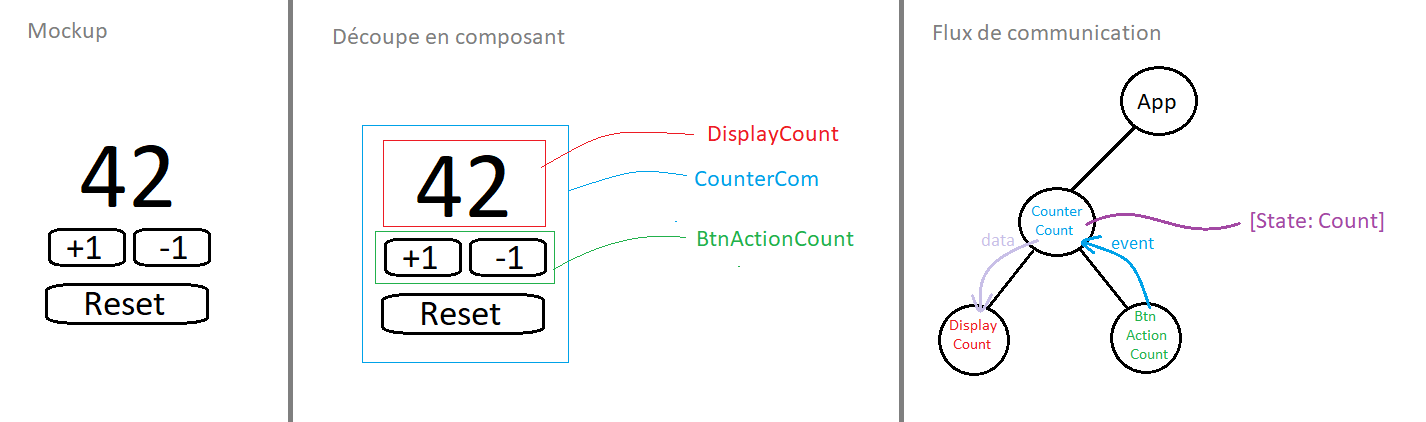 Mockup
42
+1
-1
Reset
Découpe en composant
42
+1
-1
Reset
DisplayCount
CounterCom
BtnActionCount
Flux de communication
App
Counter
Count
[State: Count]
data
event
Display
Count
Btn
Action
Count